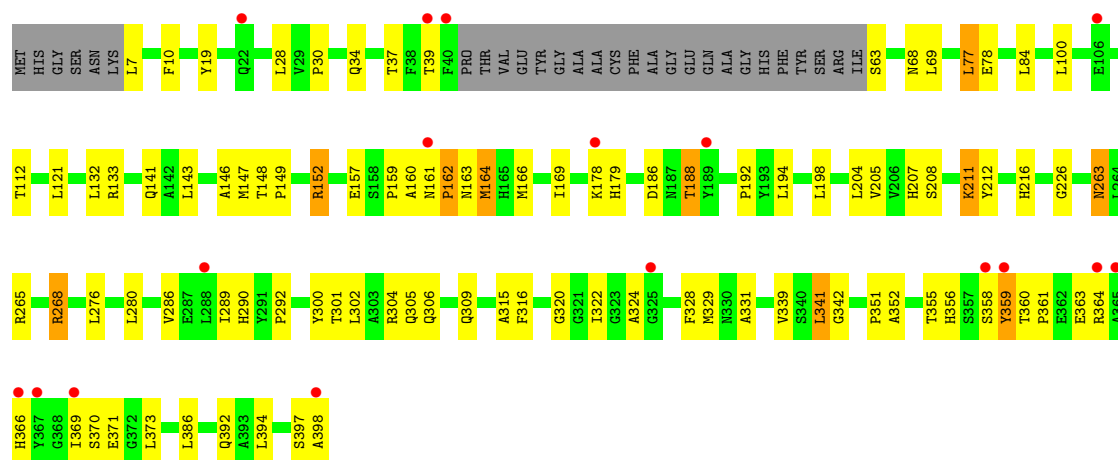 MET HIS GLY SER ASN LYS L7 F10 Y19 Q22 L28 V29 P30 Q34 T37 F38 T39 F40 PRO THR VAL GLU TYR GLY ALA ALA CYS PHE ALA GLY GLU GLN ALA GLY HIS PHE TYR SER ARG ILE S63 N68 L69 L77 E78 L84 L100 E106
T112 L121 L132 R133 Q141 A142 L143 A146 M147 T148 P149 R152 E157 S158 P159 A160 N161 P162 N163 M164 H165 M166 I169 K178 H179 D186 N187 T188 Y189 P192 Y193 L194 L198 L204 V205 V206 H207 S208 K211 Y212 H216 G226 N263 L264
R265 R268 L276 L280 V286 E287 L288 I289 H290 Y291 P292 Y300 T301 L302 A303 R304 Q305 Q306 Q309 A315 F316 G320 G321 I322 G323 A324 G325 F328 M329 N330 A331 V339 S340 L341 G342 P351 A352 T355 H356 S357 S358 Y359 T360 P361 E362 E363 R364 A365
H366 Y367 G368 I369 S370 E371 G372 L373 L386 Q392 A393 L394 S397 A398